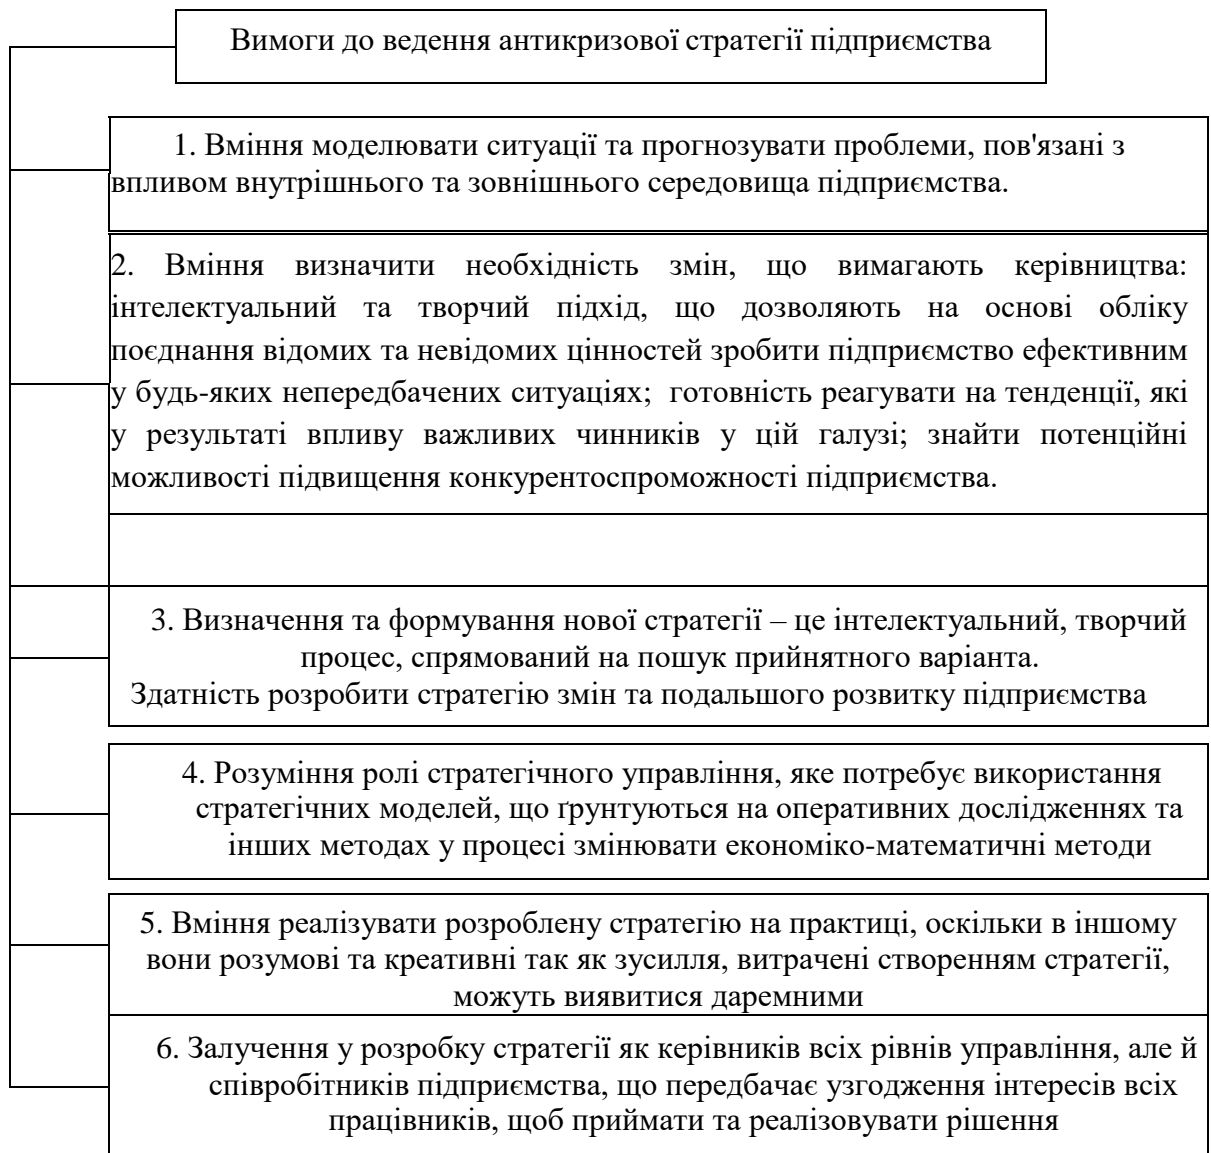 Вимоги до ведення антикризової стратегії підприємства
1. Вміння моделювати ситуації та прогнозувати проблеми, пов'язані з
впливом внутрішнього та зовнішнього середовища підприємства.
2. Вміння визначити необхідність змін, що вимагають керівництва:
інтелектуальний та творчий підхід, що дозволяють на основі обліку
поєднання відомих та невідомих цінностей зробити підприємство ефективним
у будь-яких непередбачених ситуаціях; готовність реагувати на тенденції, які
у результаті впливу важливих чинників у цій галузі; знайти потенційні
можливості підвищення конкурентоспроможності підприємства.
3. Визначення та формування нової стратегії – це інтелектуальний, творчий
процес, спрямований на пошук прийнятного варіанта.
Здатність розробити стратегію змін та подальшого розвитку підприємства
4. Розуміння ролі стратегічного управління, яке потребує використання
стратегічних моделей, що ґрунтуються на оперативних дослідженнях та
інших методах у процесі змінювати економіко-математичні методи
5. Вміння реалізувати розроблену стратегію на практиці, оскільки в іншому
вони розумові та креативні так як зусилля, витрачені створенням стратегії,
можуть виявитися даремними
6. Залучення у розробку стратегії як керівників всіх рівнів управління, але й
співробітників підприємства, що передбачає узгодження інтересів всіх
працівників, щоб приймати та реалізовувати рішення